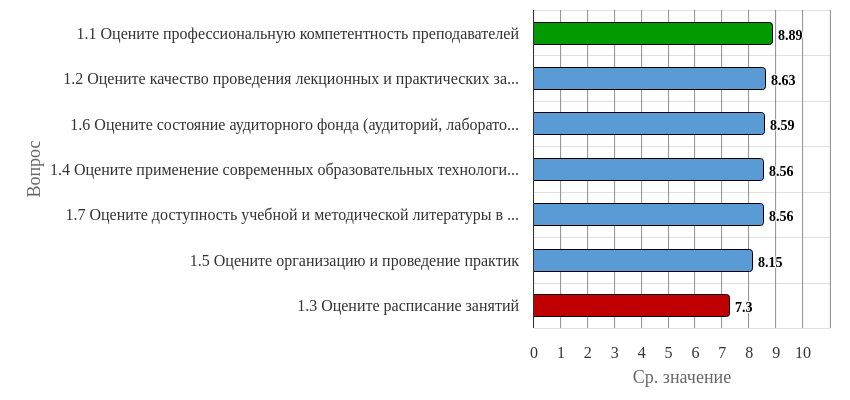 1.1 Оцените профессиональную компетентность преподавателей 8.89
1.2 Оцените качество проведения лекционных и практических за... 8.63
1.6 Оцените состояние аудиторного фонда (аудиторий, лаборато... 8.59
1.4 Оцените применение современных образовательных технологи... 8.56
1.7 Оцените доступность учебной и методической литературы в ... 8.56
1.5 Оцените организацию и проведение практик 8.15
1.3 Оцените расписание занятий 7.3
Вопрос
0 1 2 3 4 5 6 7 8 9 10
Ср. значение